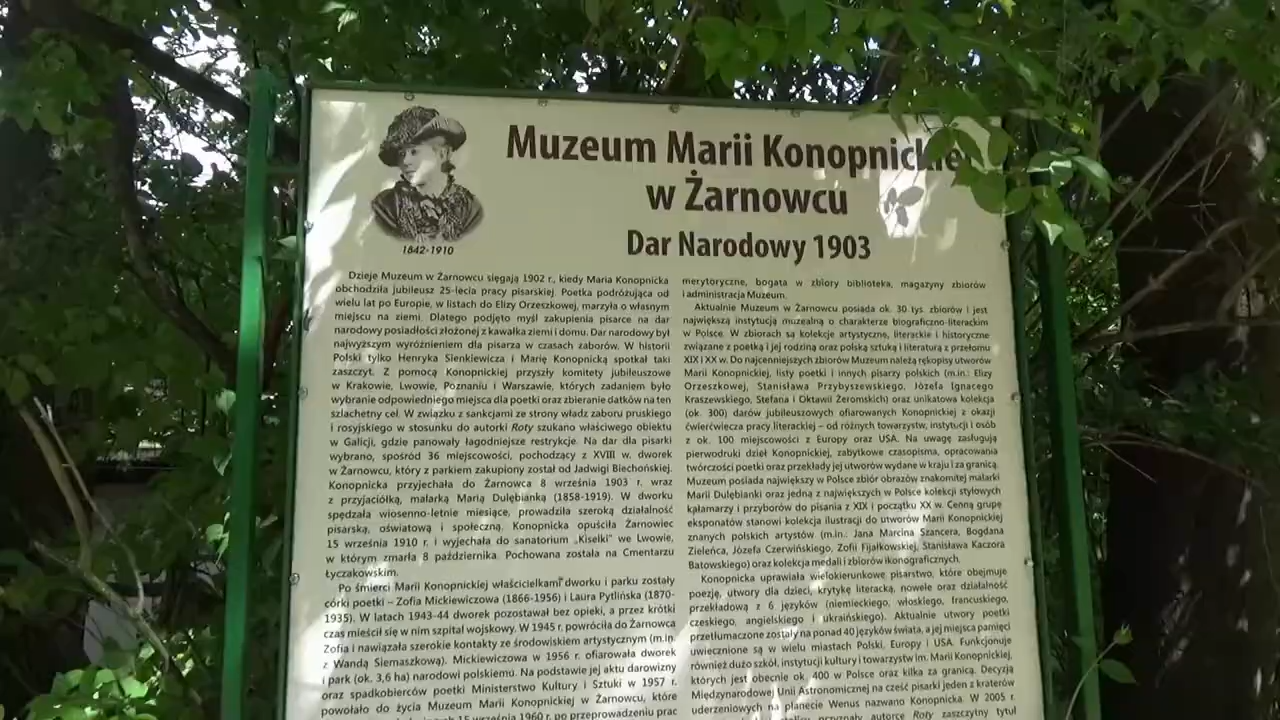 Muzeum Marii Konopnickiej
w Żarnowcu
Dar Narodowy 1903
1842-1910
Dzieje Muzeum w Żarnowcu sięgają 1902 r., kiedy Maria Konopnicka
obchodziła jubileusz 25-lecia pracy pisarskiej. Poetka podróżująca od
wielu lat po Europie, w listach do Elizy Orzeszkowej, marzyła o własnym
miejscu na ziemi. Dlatego podjęto myśl zakupienia pisarce na dar
narodowy posiadłości złożonej z kawałka ziemi i domu. Dar narodowy był
najwyższym wyróżnieniem dla pisarza w czasach zaborów. W historii
Polski tylko Henryka Sienkiewicza i Marię Konopnicką spotkał taki
zaszczyt. Z pomocą Konopnickiej przyszły komitety jubileuszowe
w Krakowie, Lwowie, Poznaniu i Warszawie, których zadaniem było
wybranie odpowiedniego miejsca dla poetki oraz zbieranie datków na ten
szlachetny cel. W związku z sankcjami ze strony władz zaboru pruskiego
i rosyjskiego w stosunku do autorki Roty szukano właściwego obiektu
w Galicji, gdzie panowały łagodniejsze restrykcje. Na dar dla pisarki
wybrano, spośród 36 miejscowości, pochodzący z XVIII w. dworek
w Żarnowcu, który z parkiem zakupiony został od Jadwigi Biechońskiej.
Konopnicka przyjechała do Żarnowca 8 września 1903 r. wraz
z przyjaciółką, malarką Marią Dulębianką (1858-1919). W dworku
spędzała wiosenno-letnie miesiące, prowadziła szeroką działalność
pisarską, oświatową i społeczną. Konopnicka opuściła Żarnowiec
15 września 1910 r. i wyjechała do sanatorium „Kiselki” we Lwowie,
w którym zmarła 8 października. Pochowana została na Cmentarzu
Łyczakowskim.
Po śmierci Marii Konopnickiej właścicielkami dworku i parku zostały
córki poetki – Zofia Mickiewiczowa (1866-1956) i Laura Pytlińska (1870-
1935). W latach 1943-44 dworek pozostawał bez opieki, a przez krótki
czas mieścił się w nim szpital wojskowy. W 1945 r. powróciła do Żarnowca
Zofia i nawiązała szerokie kontakty ze środowiskiem artystycznym (m.in.
z Wandą Siemaszkową). Mickiewiczowa w 1956 r. ofiarowała dworek
i park (ok. 3,6 ha) narodowi polskiemu. Na podstawie jej aktu darowizny
oraz spadkobierców poetki Ministerstwo Kultury i Sztuki w 1957 r.
powołało do życia Muzeum Marii Konopnickiej w Żarnowcu, które
15 września 1960 r. po przeprowadzeniu prac
merytoryczne, bogata w zbiory biblioteka, magazyny zbiorów
i administracja Muzeum.
Aktualnie Muzeum w Żarnowcu posiada ok. 30 tys. zbiorów i jest
największą instytucją muzealną o charakterze biograficzno-literackim
w Polsce. W zbiorach są kolekcje artystyczne, literackie i historyczne
związane z poetką i jej rodziną oraz polską sztuką i literaturą z przełomu
XIX i XX w. Do najcenniejszych zbiorów Muzeum należą rękopisy utworów
Marii Konopnickiej, listy poetki i innych pisarzy polskich (m.in.: Elizy
Orzeszkowej, Stanisława Przybyszewskiego, Józefa Ignacego
Kraszewskiego, Stefana i Oktawii Żeromskich) oraz unikatowa kolekcja
(ok. 300) darów jubileuszowych ofiarowanych Konopnickiej z okazji
ćwierćwiecza pracy literackiej – od różnych towarzystw, instytucji i osób
z ok. 100 miejscowości z Europy oraz USA. Na uwagę zasługują
pierwodruki dzieł Konopnickiej, zabytkowe czasopisma, opracowania
twórczości poetki oraz przekłady jej utworów wydane w kraju i za granicą.
Muzeum posiada największy w Polsce zbiór obrazów znakomitej malarki
Marii Dulębianki oraz jedną z największych w Polsce kolekcji stylowych
kałamarzy i przyborów do pisania z XIX i początku XX w. Cenną grupę
eksponatów stanowi kolekcja ilustracji do utworów Marii Konopnickiej
znanych polskich artystów (m.in.: Jana Marcina Szancera, Bogdana
Zieleńca, Józefa Czerwińskiego, Zofii Fijałkowskiej, Stanisława Kaczora
Batowskiego) oraz kolekcja medali i zbiorów ikonograficznych.
Konopnicka uprawiała wielokierunkowe pisarstwo, które obejmuje
poezję, utwory dla dzieci, krytykę literacką, nowele oraz działalność
przekładową z 6 języków (niemieckiego, włoskiego, francuskiego,
czeskiego, angielskiego i ukraińskiego). Aktualnie utwory poetki
przetłumaczone zostały na ponad 40 języków świata, a jej miejsca pamięci
uwiecznione są w wielu miastach Polski, Europy i USA. Funkcjonuje
również dużo szkół, instytucji kultury i towarzystw im. Marii Konopnickiej,
których jest obecnie ok. 400 w Polsce oraz kilka za granicą. Decyzją
Międzynarodowej Unii Astronomicznej na cześć pisarki jeden z kraterów
uderzeniowych na planecie Wenus nazwano Konopnicka. W 2005 r.
przyznały autorce Roty zaszczytny tytuł